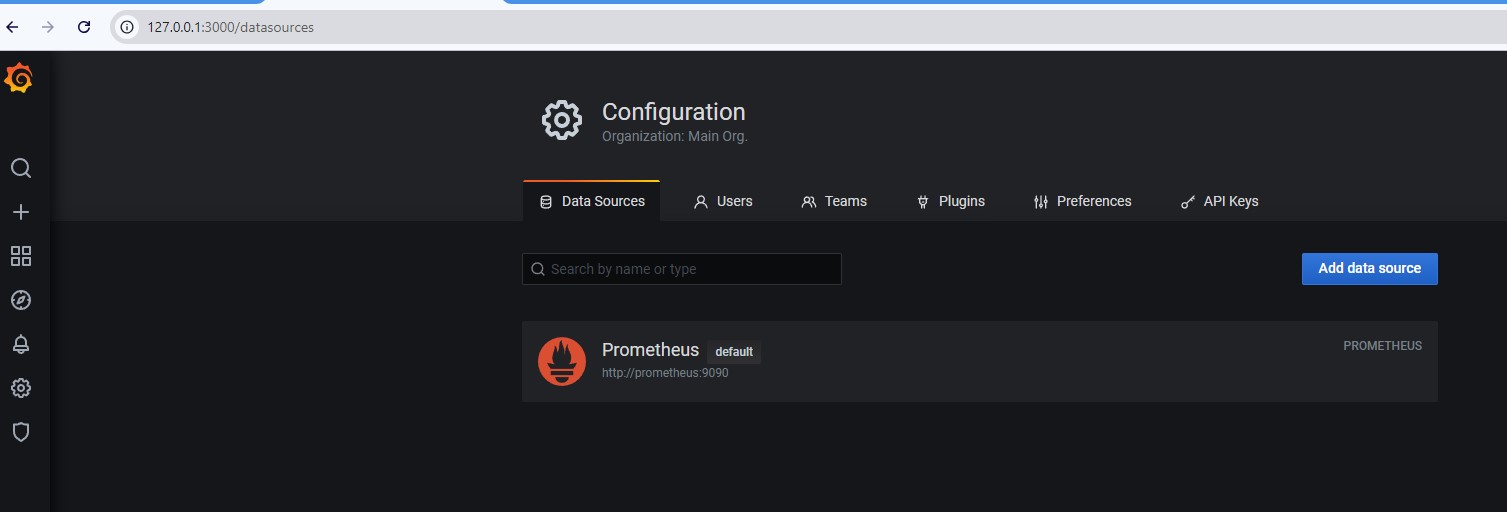 127.0.0.1:3000/datasources
Configuration
Organization: Main Org.
Data Sources Users Teams Plugins Preferences API Keys
Search by name or type Add data source
Prometheus default PROMETHEUS
http://prometheus:9090